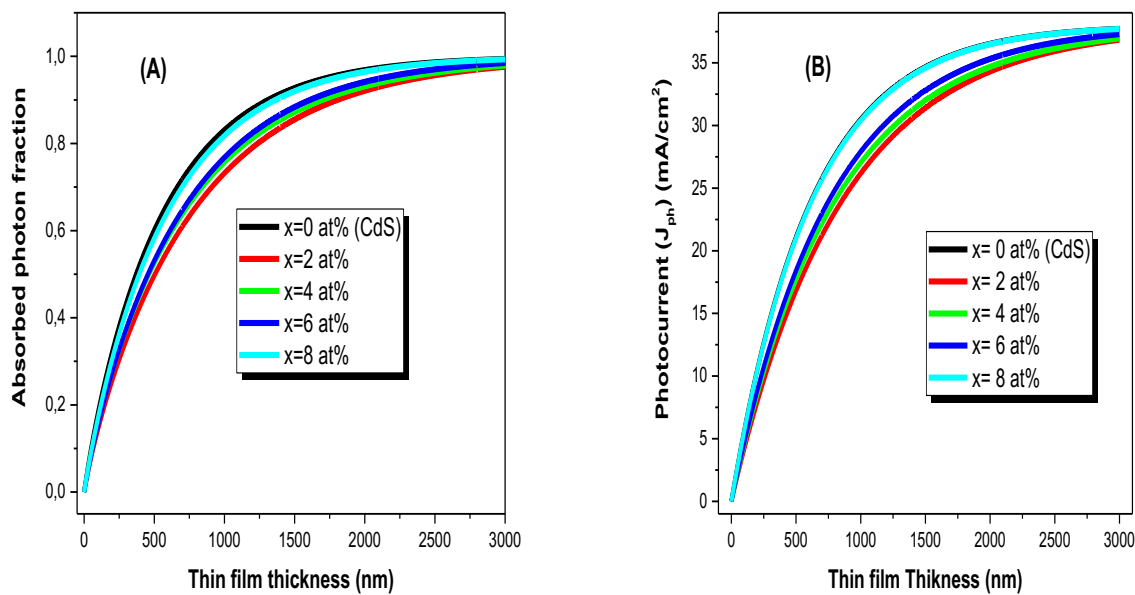 (A)
Absorbed photon fraction
1,0
0,8
0,6
0,4
0,2
0,0
x=0 at% (CdS)
x=2 at%
x=4 at%
x=6 at%
x=8 at%
0 500 1000 1500 2000 2500 3000
Thin film thickness (nm)
(B)
Photocurrent (Jph) (mA/cm²)
35
30
25
20
15
10
5
0
x= 0 at% (CdS)
x= 2 at%
x= 4 at%
x= 6 at%
x= 8 at%
0 500 1000 1500 2000 2500 3000
Thin film Thikness (nm)